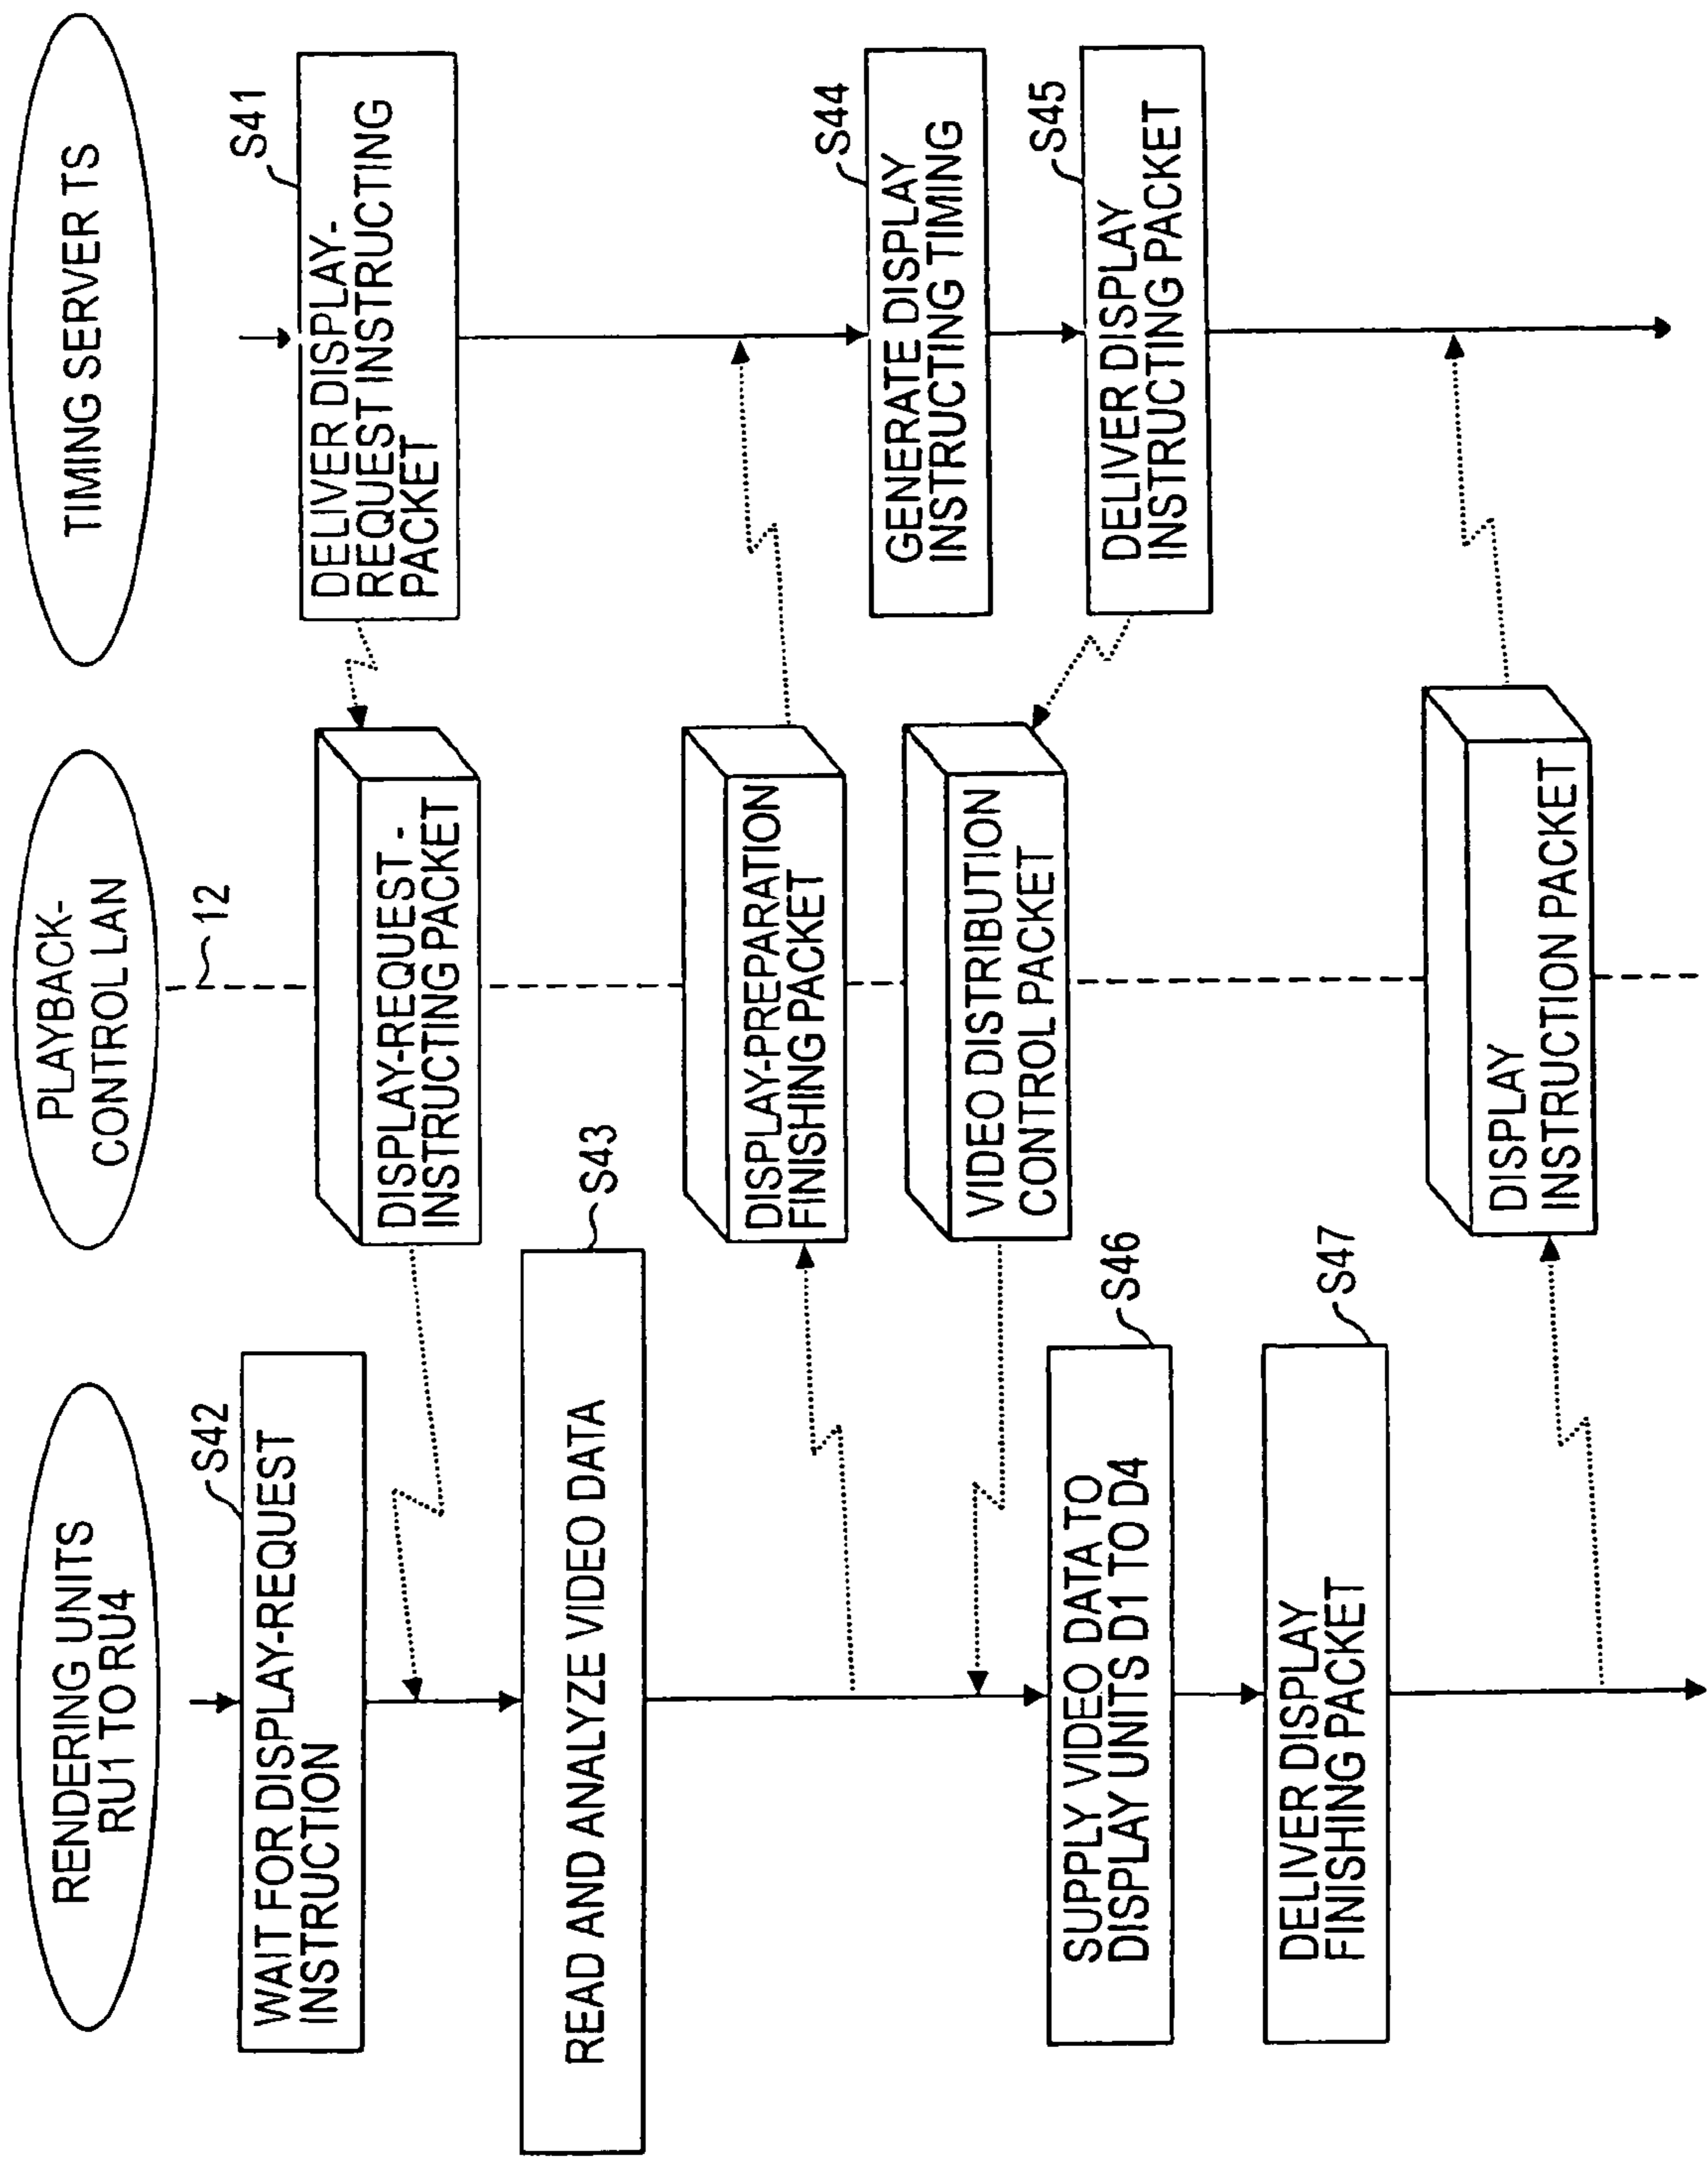 RENDERING UNITS
RU1 TO RU4
PLAYBACK-
CONTROL LAN
TIMING SERVER TS
12
S42
WAIT FOR DISPLAY-REQUEST
INSTRUCTION
S41
DELIVER DISPLAY-
REQUEST INSTRUCTING
PACKET
DISPLAY-REQUEST -
INSTRUCTING PACKET
S43
READ AND ANALYZE VIDEO DATA
DISPLAY-PREPARATION
FINISHING PACKET
S44
GENERATE DISPLAY
INSTRUCTING TIMING
VIDEO DISTRIBUTION
CONTROL PACKET
S45
DELIVER DISPLAY
INSTRUCTING PACKET
S46
SUPPLY VIDEO DATA TO
DISPLAY UNITS D1 TO D4
S47
DELIVER DISPLAY
FINISHING PACKET
DISPLAY
INSTRUCTION PACKET